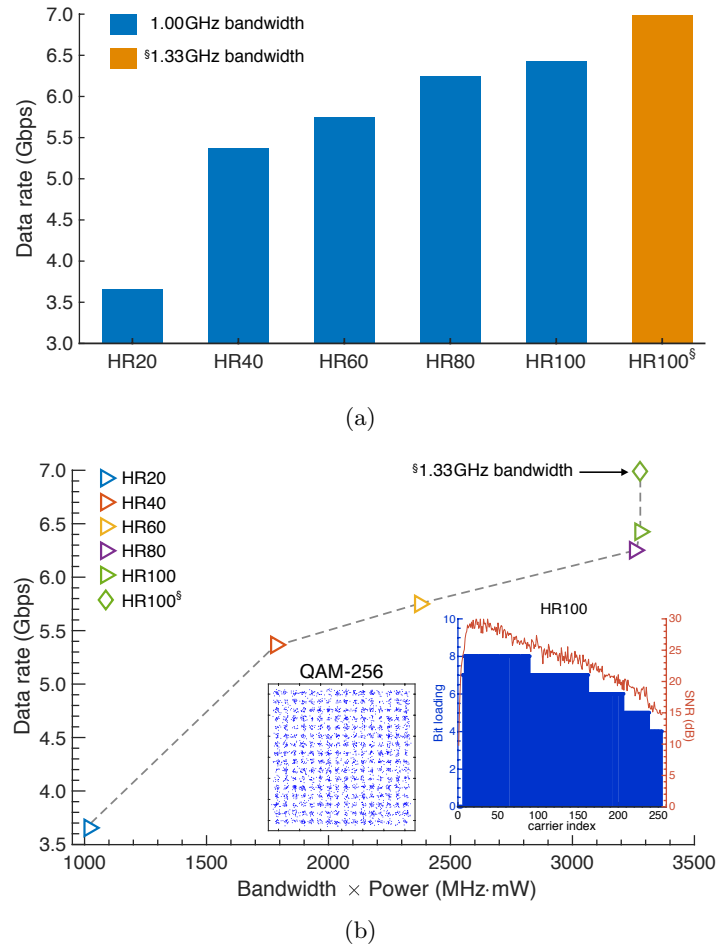 7.0
6.5
6.0
5.5
5.0
4.5
4.0
3.5
3.0
Data rate (Gbps)
1.00GHz bandwidth
§1.33GHz bandwidth
HR20 HR40 HR60 HR80 HR100 HR100§
(a)
7.0
6.5
6.0
5.5
5.0
4.5
4.0
3.5
Data rate (Gbps)
HR20
HR40
HR60
HR80
HR100
HR100§
§1.33GHz bandwidth
QAM-256
HR100
10
8
6
4
2
0
Bit loading
30
25
20
15
10
5
0
SNR (dB)
0 50 100 150 200 250
carrier index
1000 1500 2000 2500 3000 3500
Bandwidth × Power (MHz·mW)
(b)